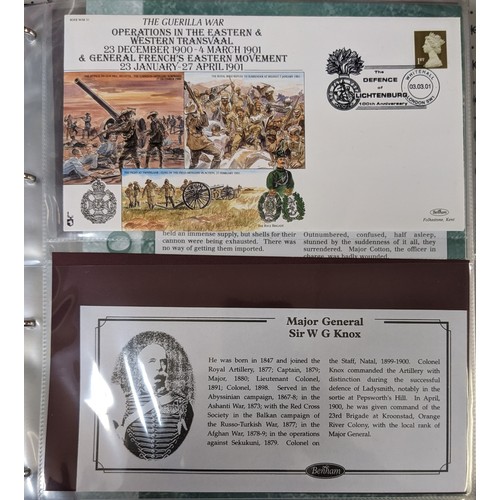 THE GUERILLA WAR
OPERATIONS IN THE EASTERN &
WESTERN TRANSVAAL
23 DECEMBER 1900-4 MARCH 1901
& GENERAL FRENCH'S EASTERN MOVEMENT
23 JANUARY-27 APRIL 1901
1ST
The
DEFENCE
of
LICHTENBURG
100th Anniversary
WHITEHALL
03.03.01
LONDON SW1
Benham
Folkestone, Kent
held an immense supply, but shells for their
cannon were being exhausted. There was
no way of getting them imported.
Outnumbered, confused, half asleep,
stunned by the suddenness of it all, they
surrendered. Major Cotton, the officer in
charge, was badly wounded.
Major General
Sir W G Knox
He was born in 1847 and joined the
Royal Artillery, 1877; Captain, 1879;
Major, 1880; Lieutenant Colonel,
1891; Colonel, 1898. Served in the
Abyssinian campaign, 1867-8; in the
Ashanti War, 1873; with the Red Cross
Society in the Balkan campaign of
the Russo-Turkish War, 1877; in the
Afghan War, 1878-9; in the operations
against Sekukuni, 1879. Colonel on
the Staff, Natal, 1899-1900. Colonel
Knox commanded the Artillery with
distinction during the successful
defence of Ladysmith, notably in the
sortie at Pepsworth's Hill. In April,
1900, he was given command of the
23rd Brigade at Kroonstad, Orange
River Colony, with the local rank of
Major General.
Benham